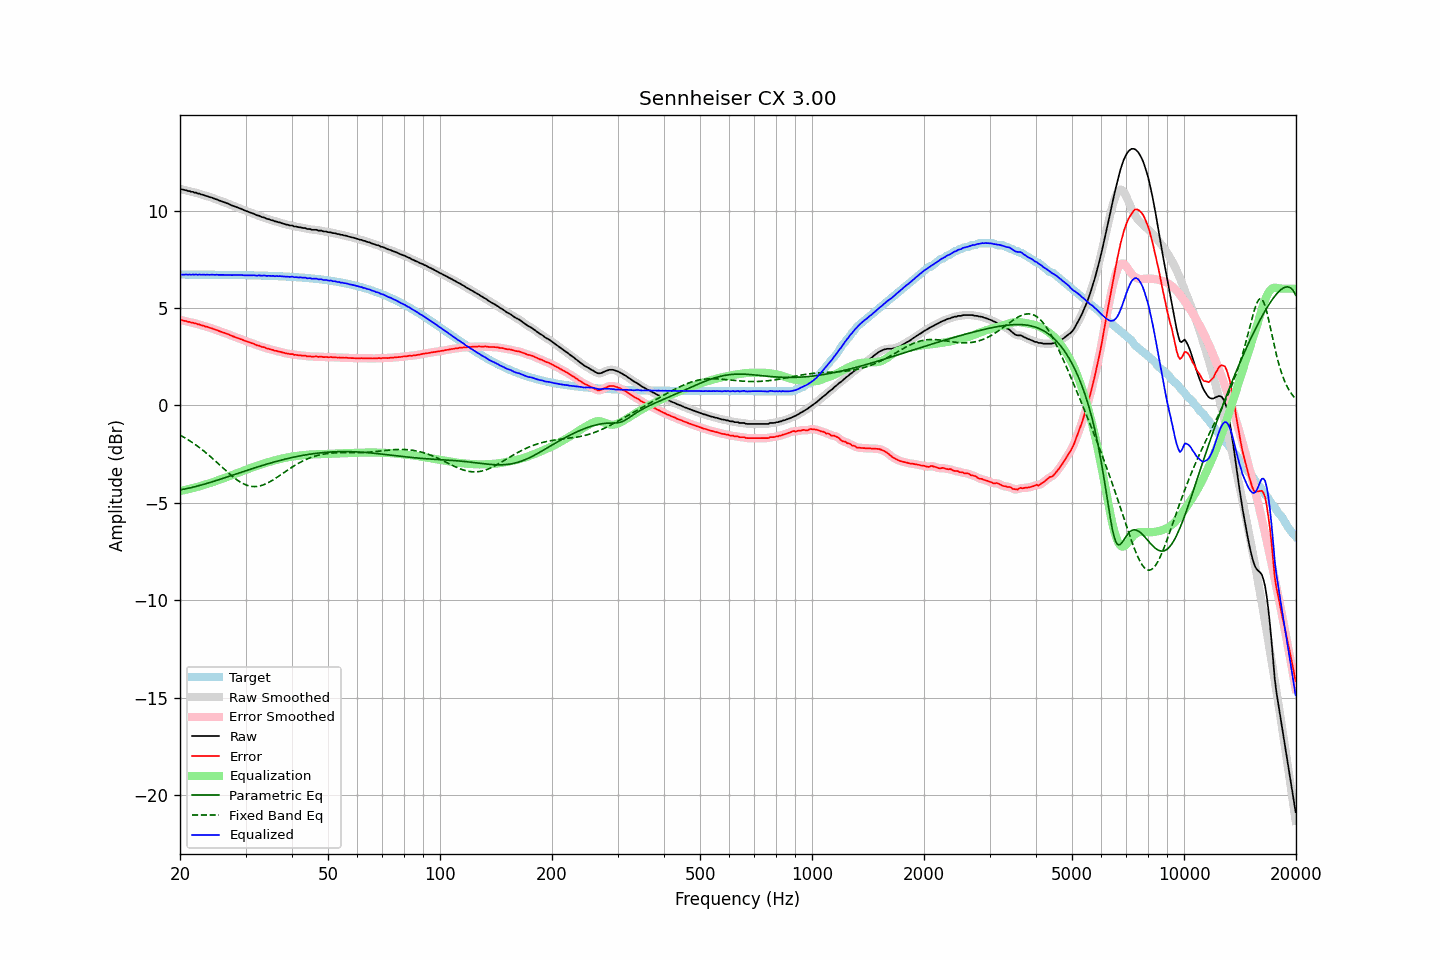 Sennheiser CX 3.00
Amplitude (dBr)
10
5
0
−5
−10
−15
−20
Target
Raw Smoothed
Error Smoothed
Raw
Error
Equalization
Parametric Eq
Fixed Band Eq
Equalized
20 50 100 200 500 1000 2000 5000 10000 20000
Frequency (Hz)